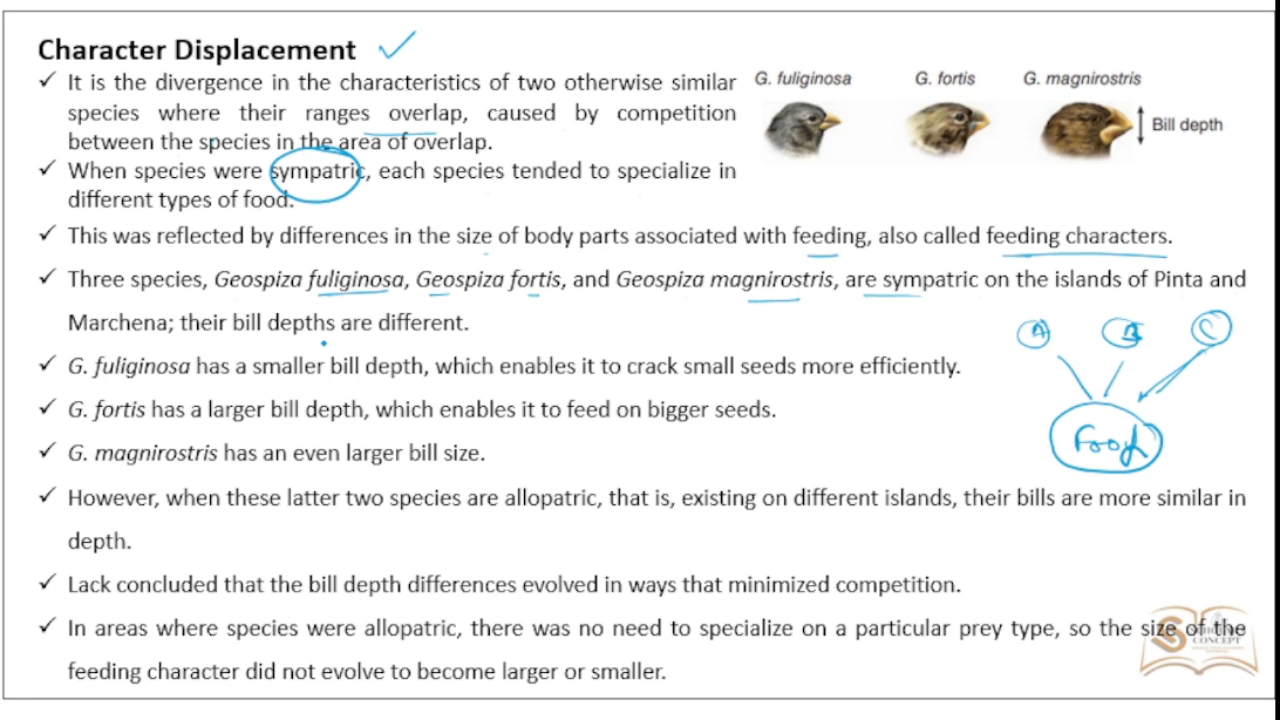 Character Displacement
✓ It is the divergence in the characteristics of two otherwise similar
species where their ranges overlap, caused by competition
between the species in the area of overlap.
✓ When species were sympatric, each species tended to specialize in
different types of food.
G. fuliginosa G. fortis G. magnirostris
Bill depth
✓ This was reflected by differences in the size of body parts associated with feeding, also called feeding characters.
✓ Three species, Geospiza fuliginosa, Geospiza fortis, and Geospiza magnirostris, are sympatric on the islands of Pinta and
Marchena; their bill depths are different.
A B C
Food
✓ G. fuliginosa has a smaller bill depth, which enables it to crack small seeds more efficiently.
✓ G. fortis has a larger bill depth, which enables it to feed on bigger seeds.
✓ G. magnirostris has an even larger bill size.
✓ However, when these latter two species are allopatric, that is, existing on different islands, their bills are more similar in
depth.
✓ Lack concluded that the bill depth differences evolved in ways that minimized competition.
✓ In areas where species were allopatric, there was no need to specialize on a particular prey type, so the size of the
feeding character did not evolve to become larger or smaller.
CONCEPT